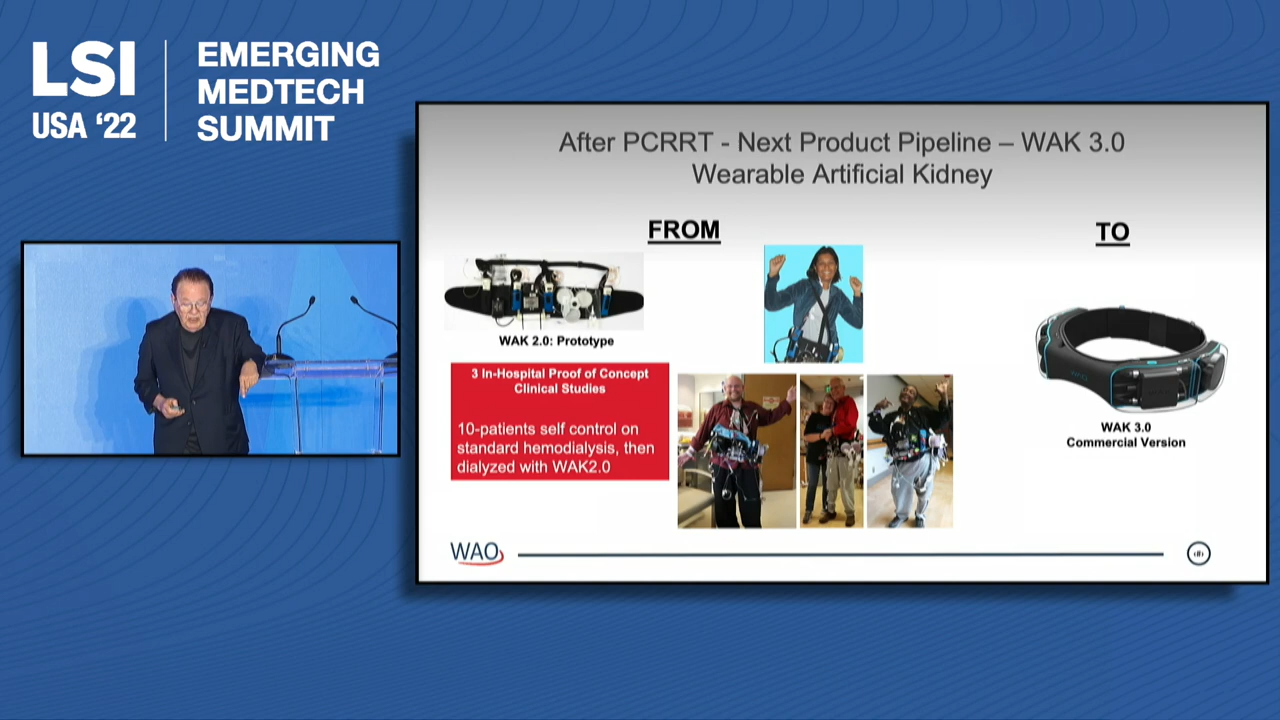 LSI
USA ‘22
EMERGING
MEDTECH
SUMMIT
After PCRRT - Next Product Pipeline – WAK 3.0
Wearable Artificial Kidney
FROM
TO
WAK 2.0: Prototype
3 In-Hospital Proof of Concept
Clinical Studies
10-patients self control on
standard hemodialysis, then
dialyzed with WAK2.0
WAK 3.0
Commercial Version
WAO